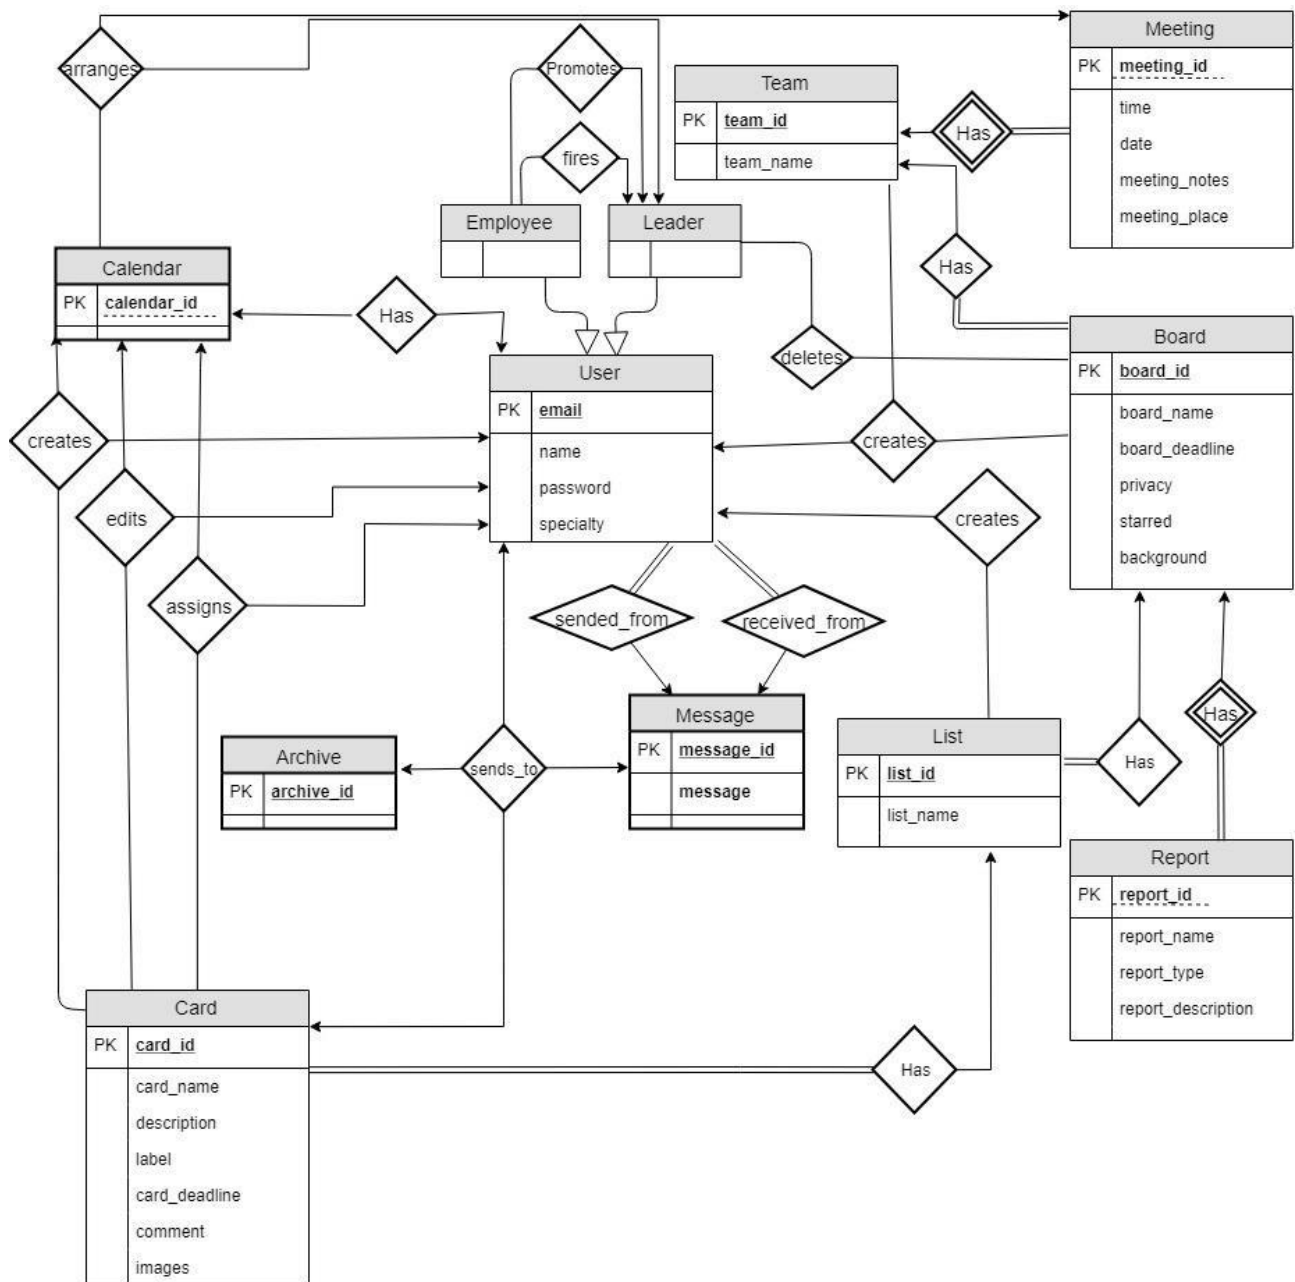 Meeting
PK meeting_id
time
date
meeting_notes
meeting_place
arranges
Promotes
fires
Team
PK team_id
team_name
Has
Employee
Leader
Has
Calendar
PK calendar_id
Has
deletes
User
PK email
name
password
specialty
Board
PK board_id
board_name
board_deadline
privacy
starred
background
creates
creates
edits
creates
assigns
sended_from
received_from
Message
PK message_id
message
Archive
PK archive_id
sends_to
List
PK list_id
list_name
Has
Has
Report
PK report_id
report_name
report_type
report_description
Card
PK card_id
card_name
description
label
card_deadline
comment
images
Has